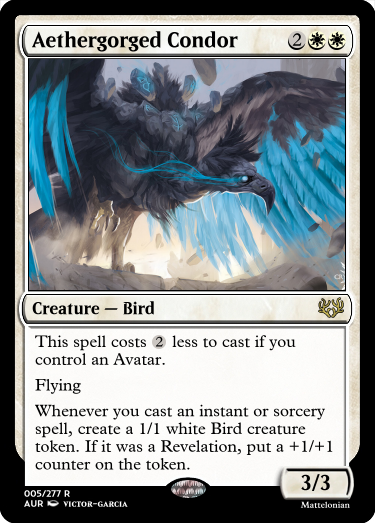 Aethergorged Condor 2
Creature — Bird
This spell costs 2 less to cast if you
control an Avatar.
Flying
Whenever you cast an instant or sorcery
spell, create a 1/1 white Bird creature
token. If it was a Revelation, put a +1/+1
counter on the token.
3/3
005/277 R
AUR VICTOR-GARCIA
Mattelonian